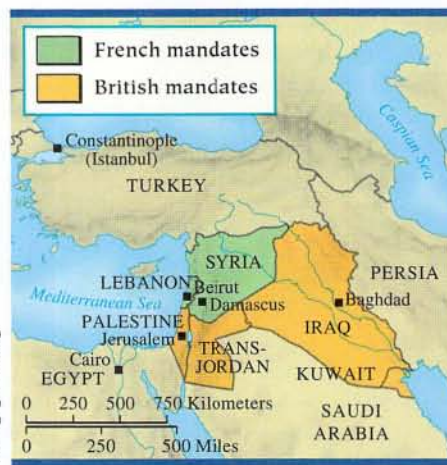 French mandates
British mandates
Caspian Sea
Constantinople
(Istanbul)
TURKEY
SYRIA
PERSIA
LEBANON
Beirut
Mediterranean Sea
Damascus
Baghdad
PALESTINE
Jerusalem
IRAQ
TRANS-
JORDAN
Cairo
EGYPT
KUWAIT
0 250 500 750 Kilometers
SAUDI
ARABIA
0 250 500 Miles